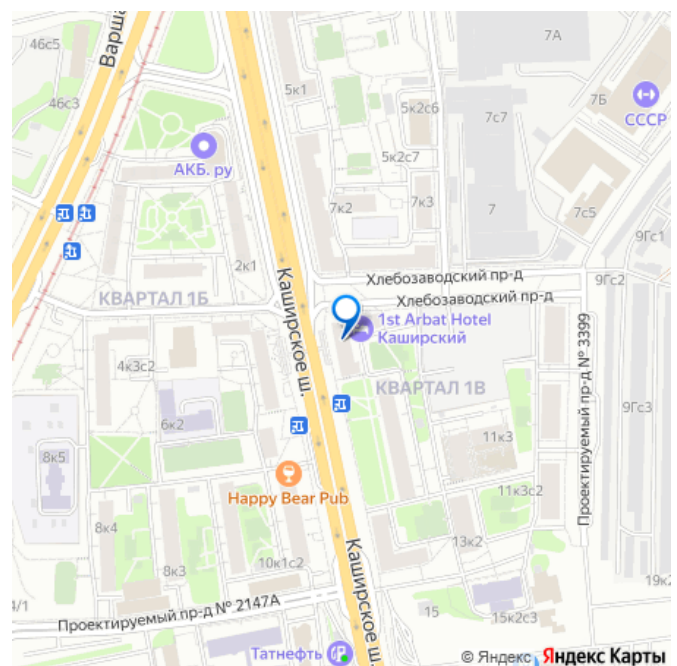 46с5
Варша
46с3
АКБ. ру
5к1
5к2с6
5к2с7
7А
7с7
7Б
СССР
7к2
7к3
7
7с5
2к1
КВАРТАЛ 1Б
Каширское ш.
Хлебозаводский пр-д
Хлебозаводский пр-д
9Гс1
9Гс2
1st Arbat Hotel
Каширский
КВАРТАЛ 1В
Проектируемый пр-д № 3399
9Гс3
4к3с2
6к2
8к5
11к3
11к3с2
Happy Bear Pub
8к4
8к3
10к1с2
13к2
Каширское ш.
15
15к2с3
19к2
4/1
Проектируемый пр-д № 2147А
Татнефть
© Яндекс Яндекс Карты